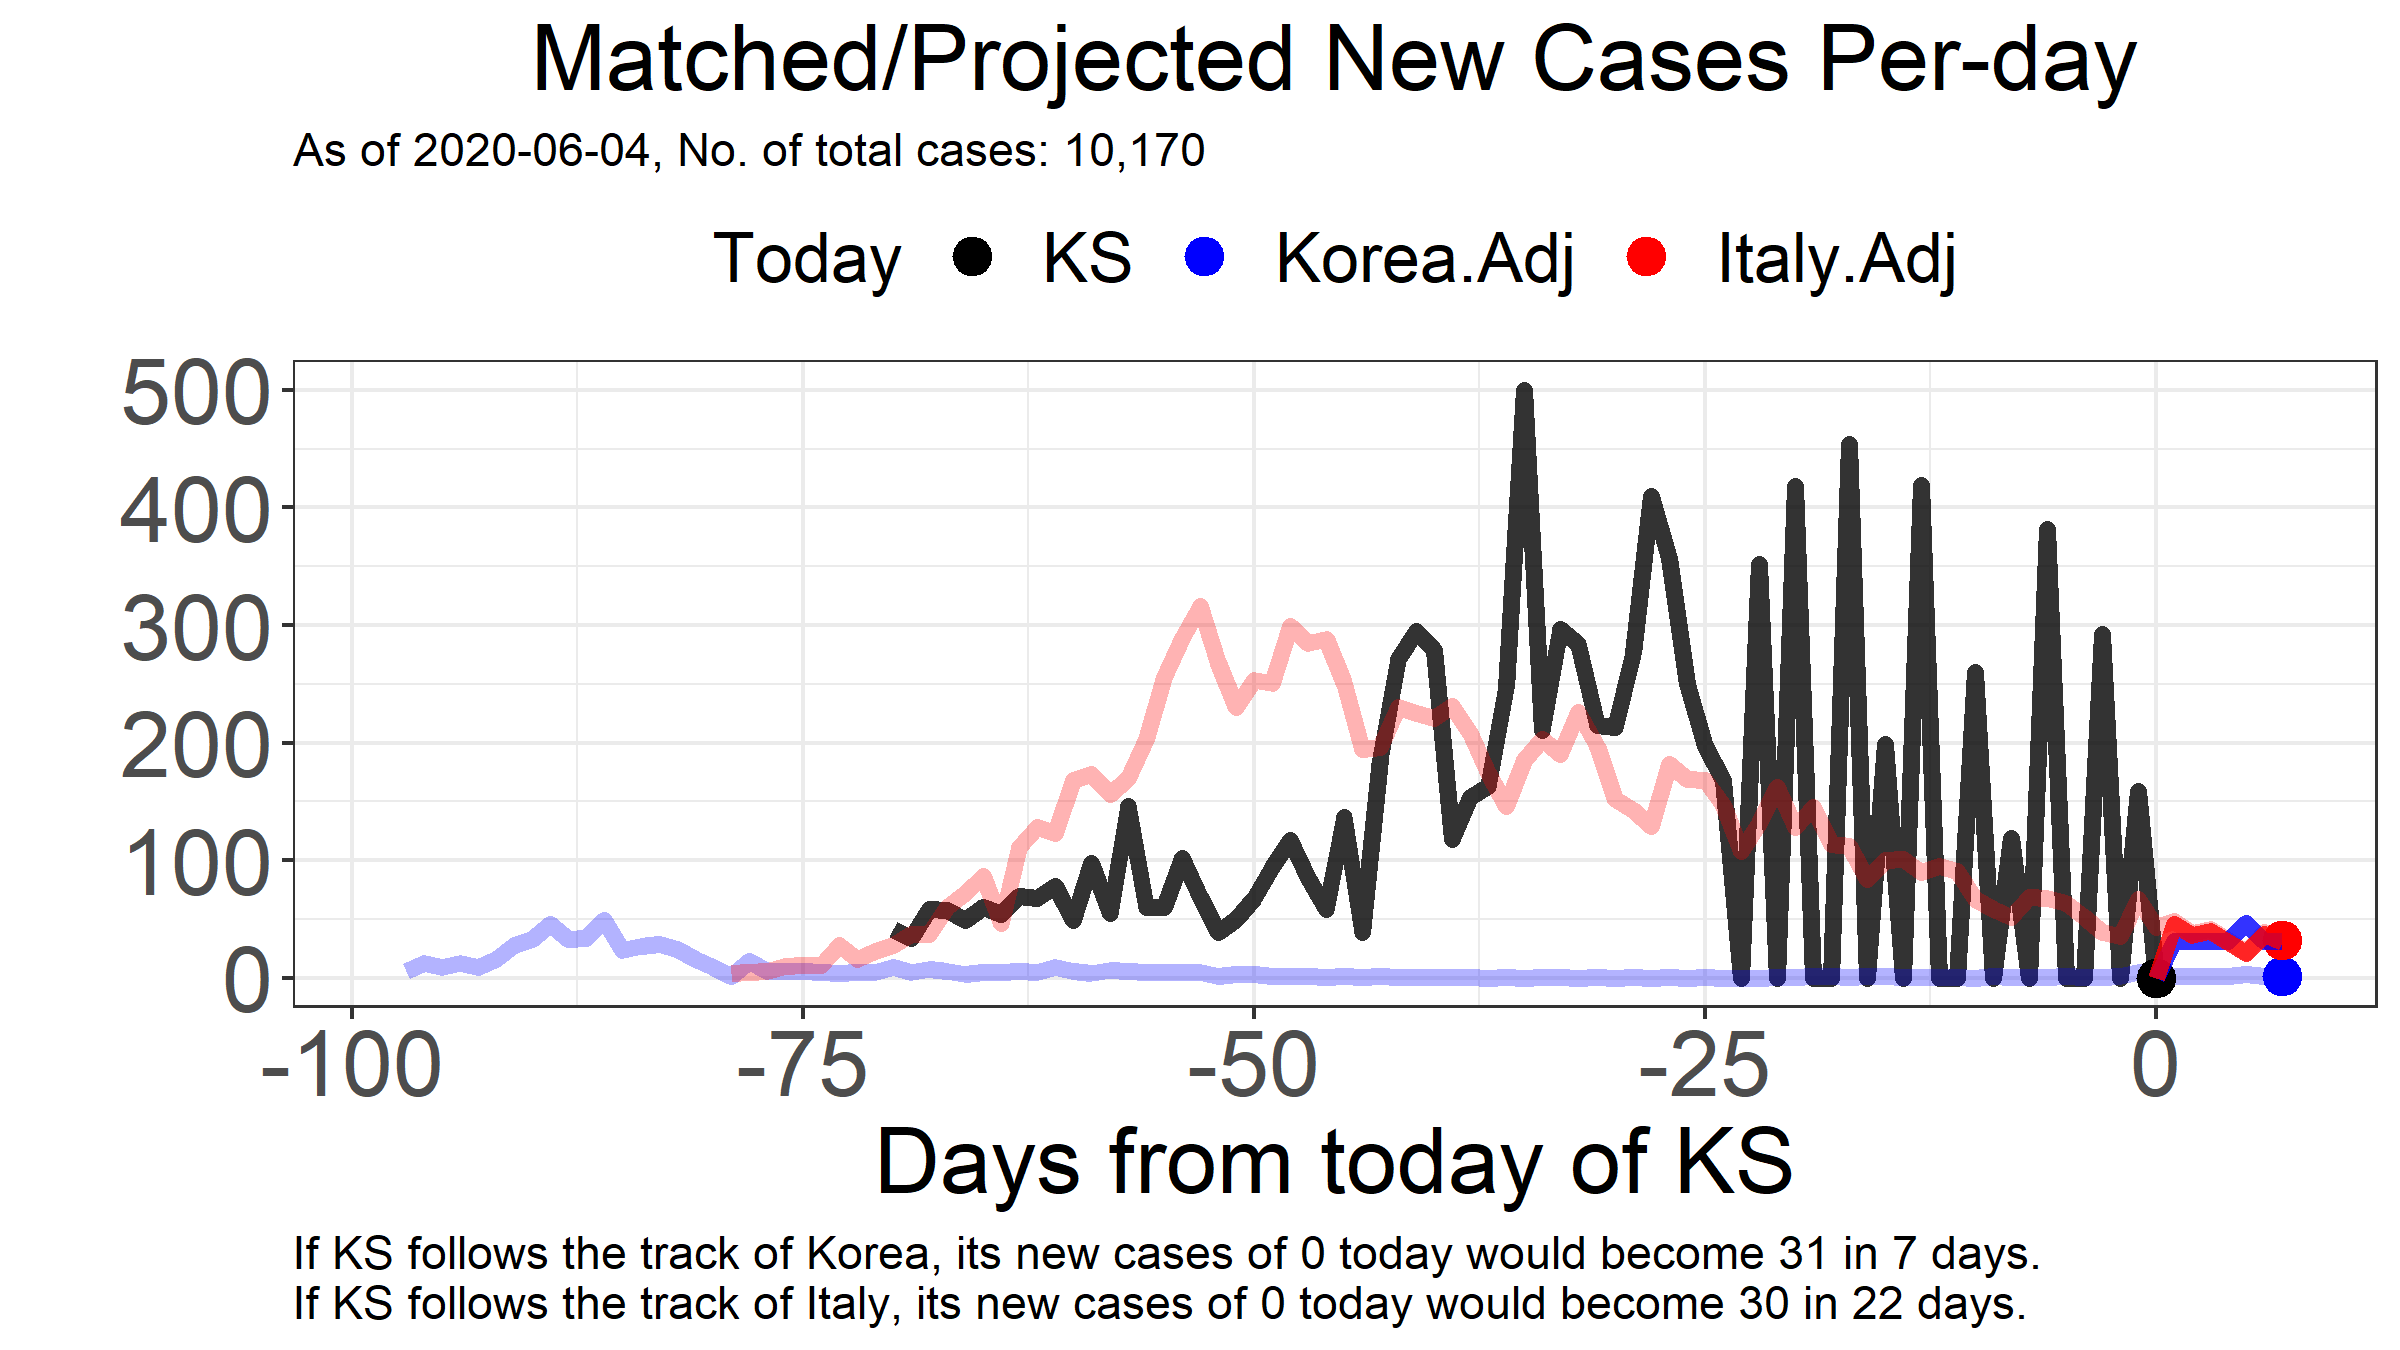 Matched/Projected New Cases Per-day
As of 2020-06-04, No. of total cases: 10,170
Today KS Korea.Adj Italy.Adj
500
400
300
200
100
0
-100 -75 -50 -25 0
Days from today of KS
If KS follows the track of Korea, its new cases of 0 today would become 31 in 7 days.
If KS follows the track of Italy, its new cases of 0 today would become 30 in 22 days.